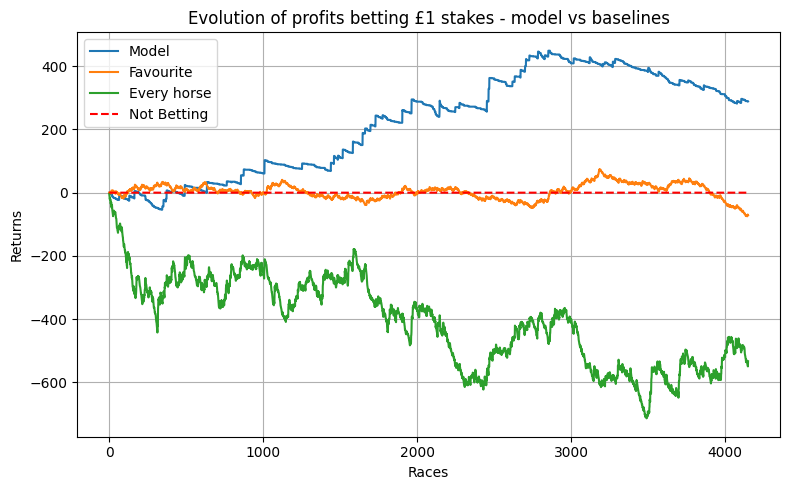 Evolution of profits betting £1 stakes - model vs baselines
Model
Favourite
Every horse
Not Betting
400
200
0
−200
−400
−600
Returns
0 1000 2000 3000 4000
Races